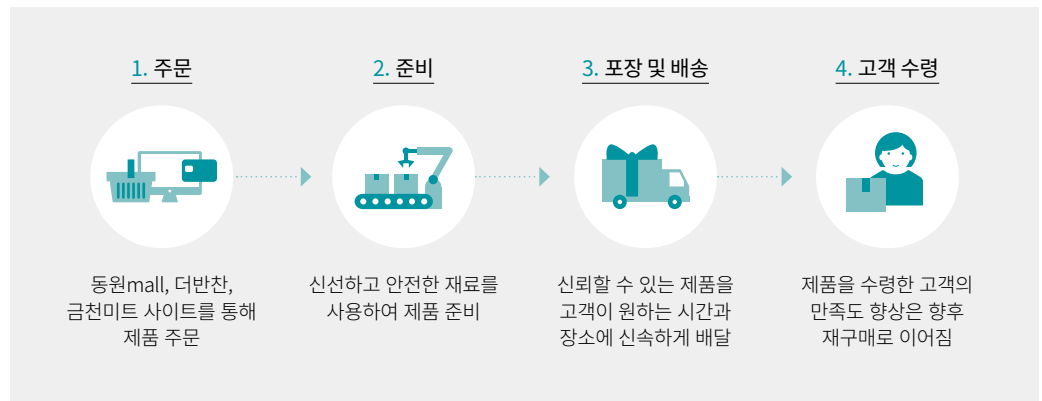 1. 주문
동원mall, 더반찬,
금천미트 사이트를 통해
제품 주문
2. 준비
신선하고 안전한 재료를
사용하여 제품 준비
3. 포장 및 배송
신뢰할 수 있는 제품을
고객이 원하는 시간과
장소에 신속하게 배달
4. 고객 수령
제품을 수령한 고객의
만족도 향상은 향후
재구매로 이어짐